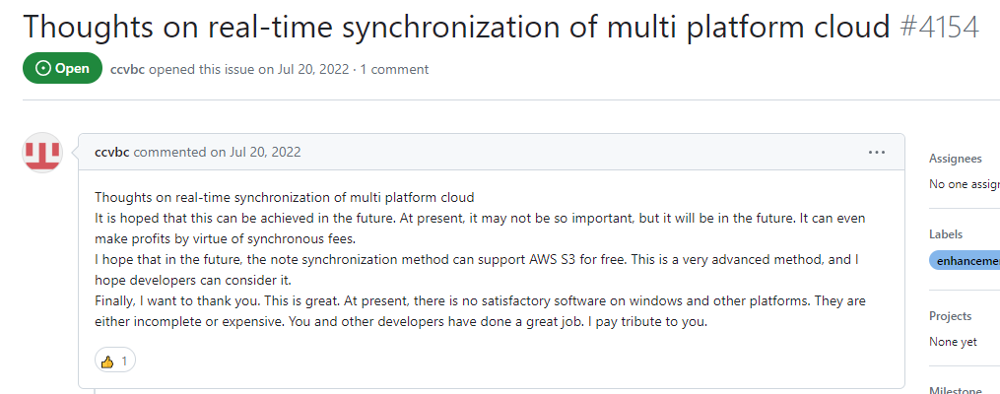 Thoughts on real-time synchronization of multi platform cloud #4154
Open ccvbc opened this issue on Jul 20, 2022 · 1 comment
ccvbc commented on Jul 20, 2022 ...
Thoughts on real-time synchronization of multi platform cloud
It is hoped that this can be achieved in the future. At present, it may not be so important, but it will be in the future. It can even
make profits by virtue of synchronous fees.
I hope that in the future, the note synchronization method can support AWS S3 for free. This is a very advanced method, and I
hope developers can consider it.
Finally, I want to thank you. This is great. At present, there is no satisfactory software on windows and other platforms. They are
either incomplete or expensive. You and other developers have done a great job. I pay tribute to you.
👍 1
Assignees
No one assig
Labels
enhanceme
Projects
None yet
Milestone